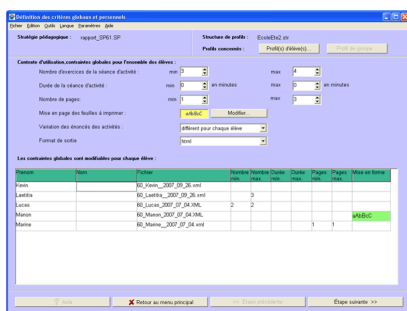 Définition des critères globaux et personnels
Fichier Edition Outils Langue Paramètres Aide
Stratégie pédagogique : rapport_SP61.SP
Structure de profils : EcoleEte2.str
Profils concernés : Profil(s) d'élève(s)... Profil de groupe...
Contexte d'utilisation,contraintes globales pour l'ensemble des élèves :
Nombre d'exercices de la séance d'activité min 3 max 4
Durée de la séance d'activité : min 0 en minutes max 0 en minutes
Nombre de pages: min 1 max 3
Mise en page des feuilles à imprimer : aAbBcC Modifier...
Variation des énoncés des activités : différent pour chaque élève
Format de sortie html
Les contraintes globales sont modifiables pour chaque élève :
Prénom Nom Fichier Nombre min. Nombre max. Durée min. Durée max. Pages min. Pages max. Mise en forme
Kevin 60_Kevin__2007_09_26.xml
Laetitia 60_Laetitia__2007_09_26.xml 3
Lucas 60_Lucas_2007_07_04.XML 2 2
Manon 60_Manon_2007_07_04.XML aAbBcC
Marine 60_Marine__2007_07_04.xml 1 1
Aide Retour au menu principal << Étape précédente Étape suivante >>